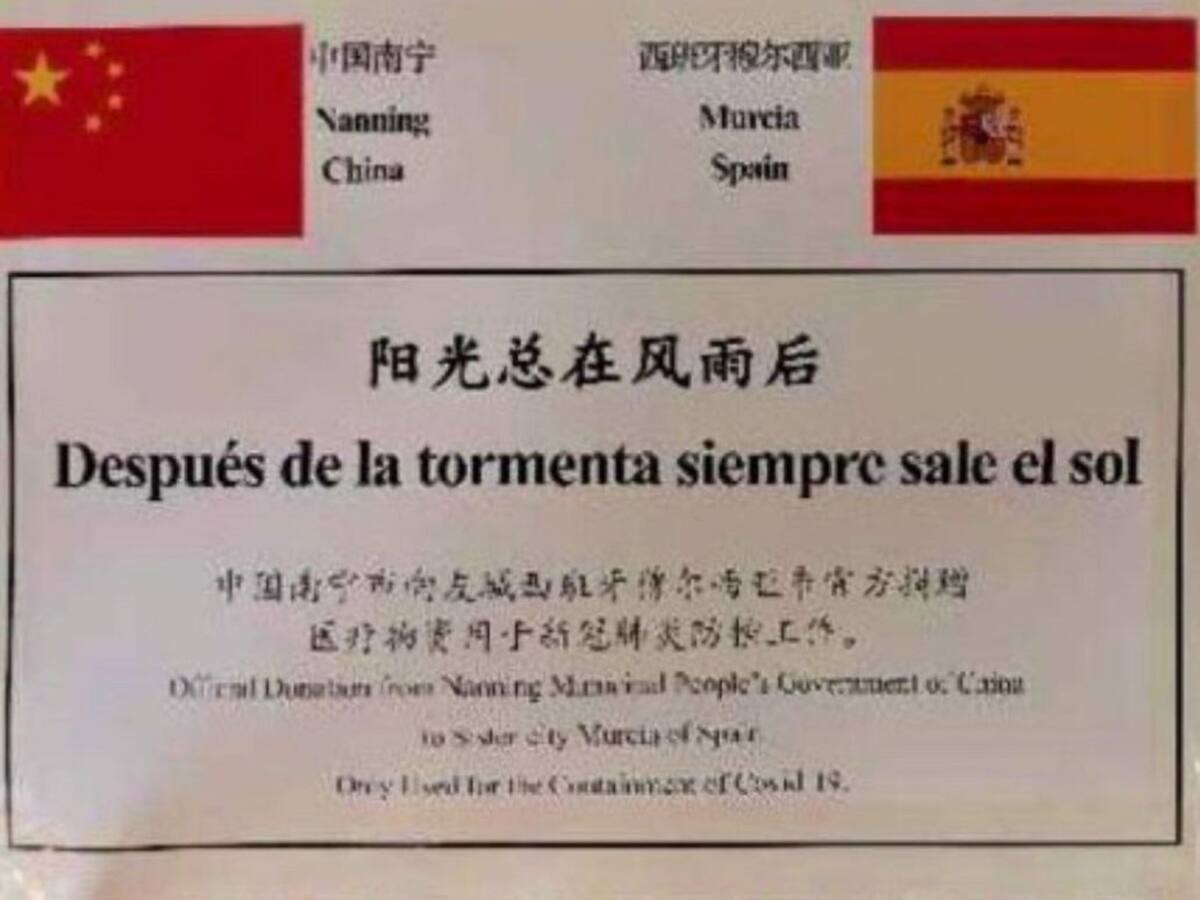 中国南宁
Nanning
China
西班牙穆尔西亚
Murcia
Spain
阳光总在风雨后
Después de la tormenta siempre sale el sol
中国南宁市向友城西班牙穆尔西亚市官方捐赠
医疗物资用于新冠肺炎防控工作。
Official Donation from Nanning Municipal People's Government of China
to Sister city Murcia of Spain
Only Used for the Containment of Covid 19.